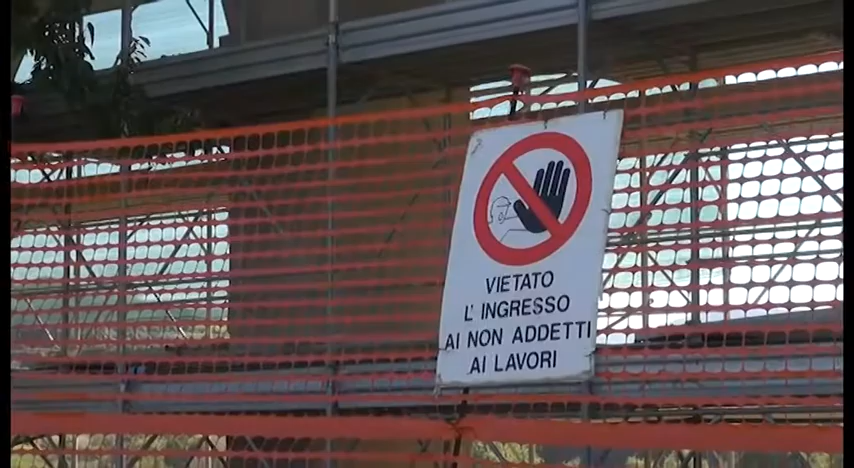 VIETATO
L' INGRESSO
AI NON ADDETTI
AI LAVORI